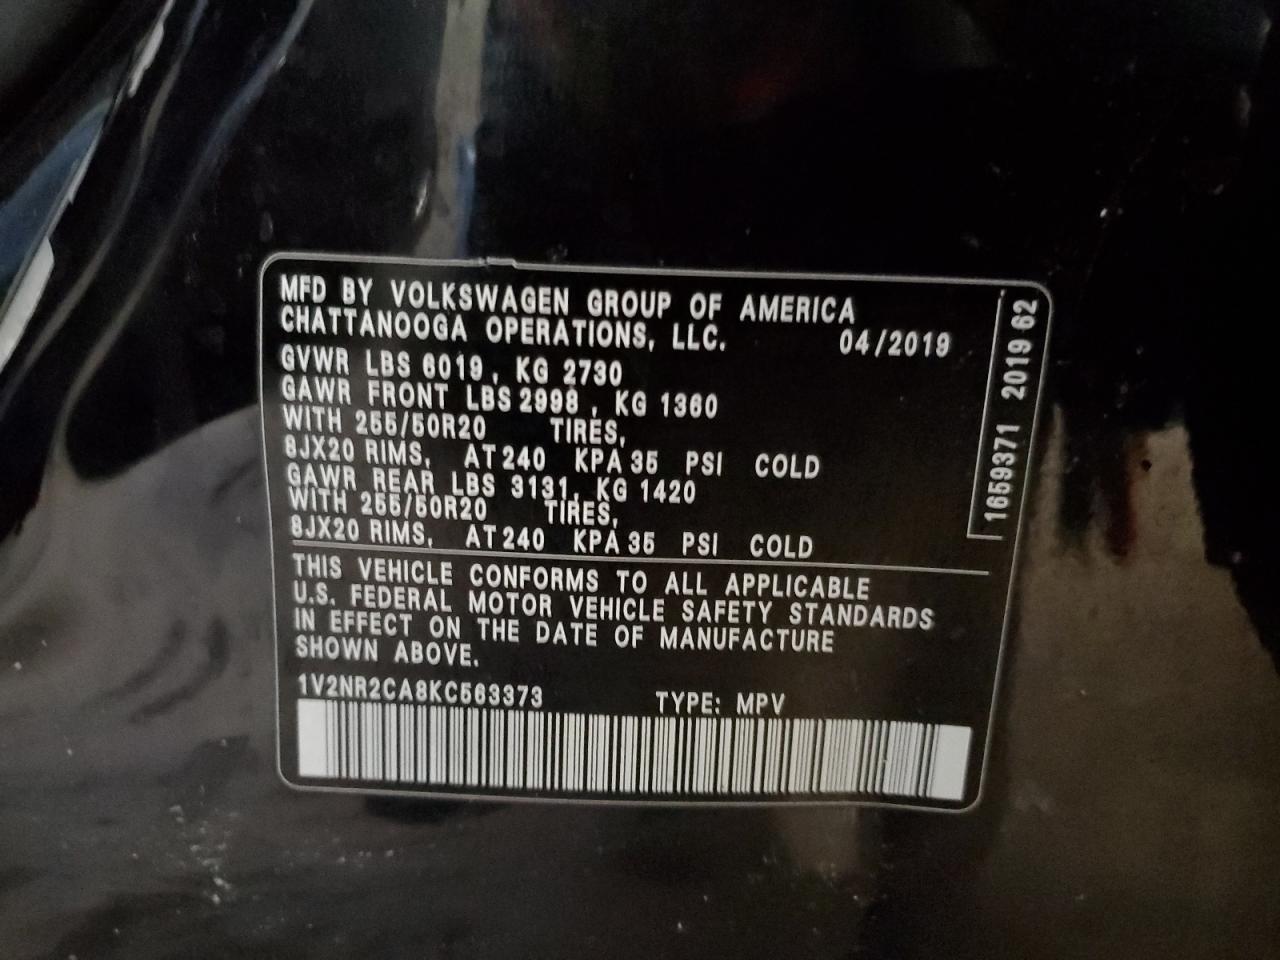 MFD BY VOLKSWAGEN GROUP OF AMERICA
CHATTANOOGA OPERATIONS, LLC. 04/2019
GVWR LBS 6019, KG 2730
GAWR FRONT LBS 2998, KG 1360
WITH 255/50R20 TIRES,
8JX20 RIMS, AT 240 KPA 35 PSI COLD
GAWR REAR LBS 3131, KG 1420
WITH 255/50R20 TIRES,
8JX20 RIMS, AT 240 KPA 35 PSI COLD
THIS VEHICLE CONFORMS TO ALL APPLICABLE
U.S. FEDERAL MOTOR VEHICLE SAFETY STANDARDS
IN EFFECT ON THE DATE OF MANUFACTURE
SHOWN ABOVE.
1V2NR2CA8KC563373 TYPE: MPV
1659371 2019 62